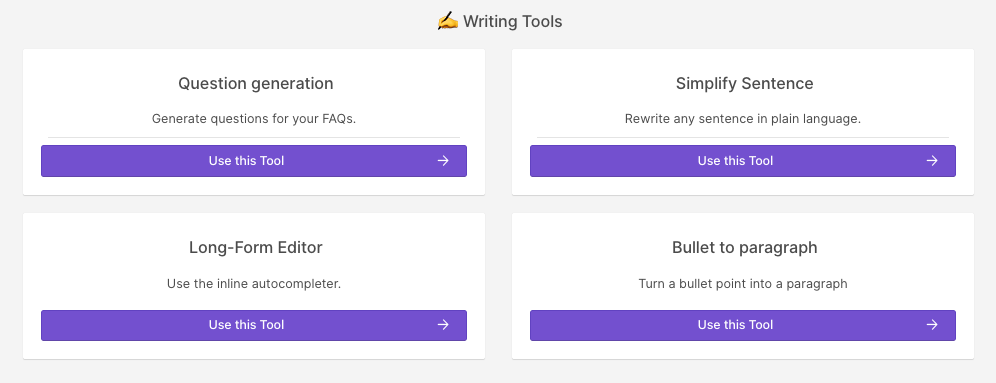 ✍️ Writing Tools
Question generation
Generate questions for your FAQs.
Use this Tool →
Simplify Sentence
Rewrite any sentence in plain language.
Use this Tool →
Long-Form Editor
Use the inline autocompleter.
Use this Tool →
Bullet to paragraph
Turn a bullet point into a paragraph
Use this Tool →